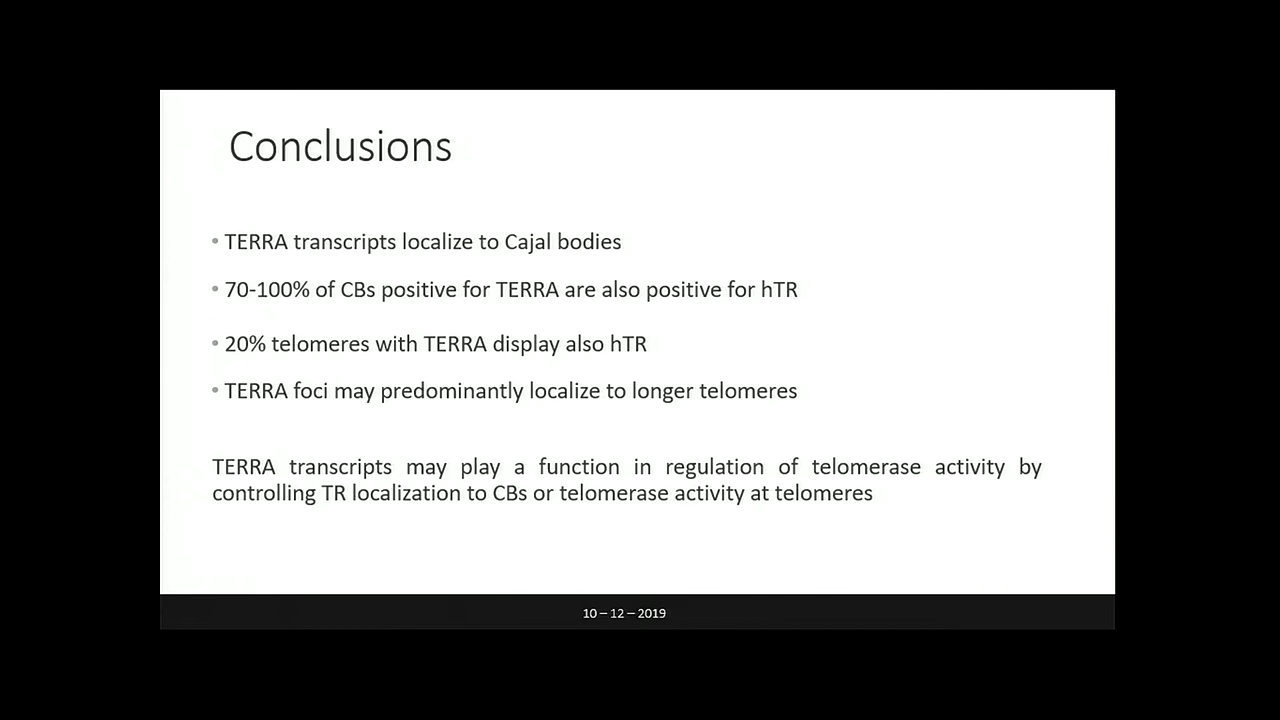 Conclusions
• TERRA transcripts localize to Cajal bodies
• 70-100% of CBs positive for TERRA are also positive for hTR
• 20% telomeres with TERRA display also hTR
• TERRA foci may predominantly localize to longer telomeres
TERRA transcripts may play a function in regulation of telomerase activity by
controlling TR localization to CBs or telomerase activity at telomeres
10 – 12 – 2019